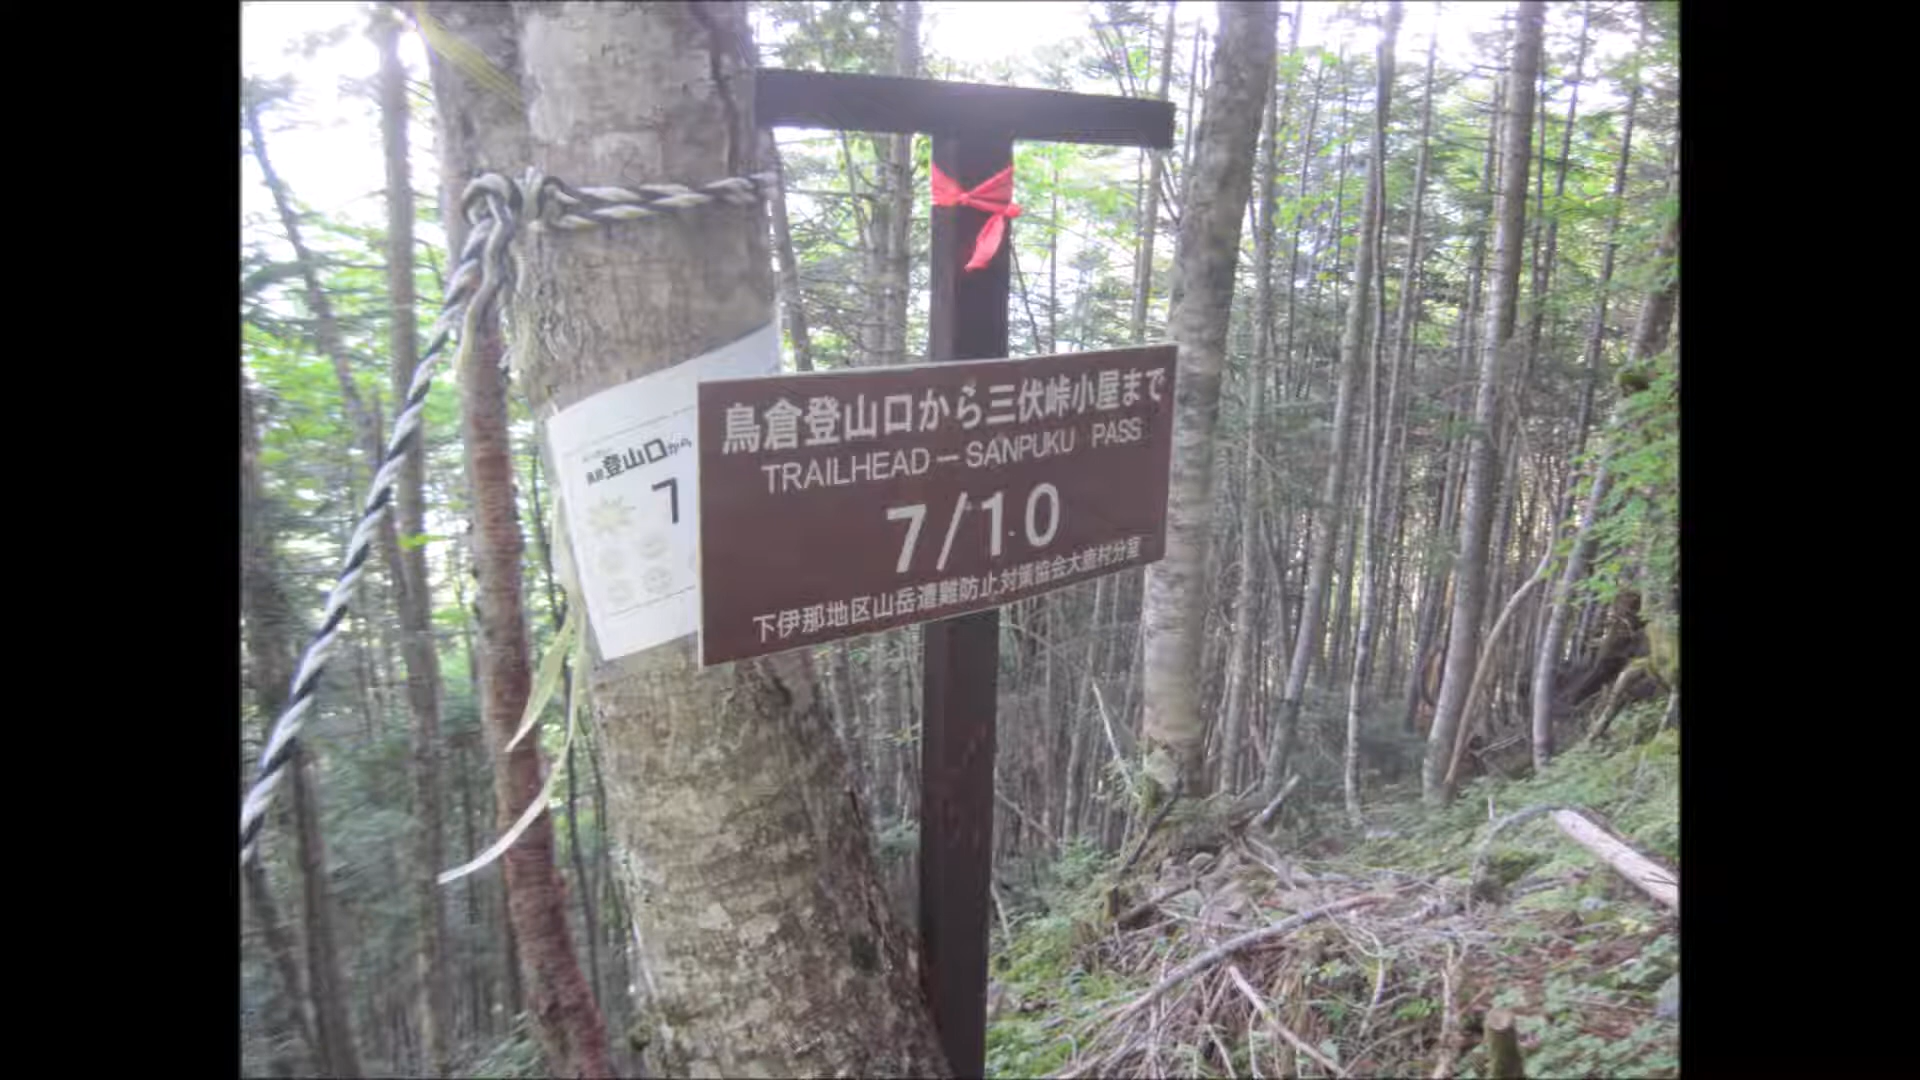 鳥倉登山口から三伏峠小屋まで
TRAILHEAD － SANPUKU PASS
7/10
下伊那地区山岳遭難防止対策協会大鹿村分室
登山口から
7